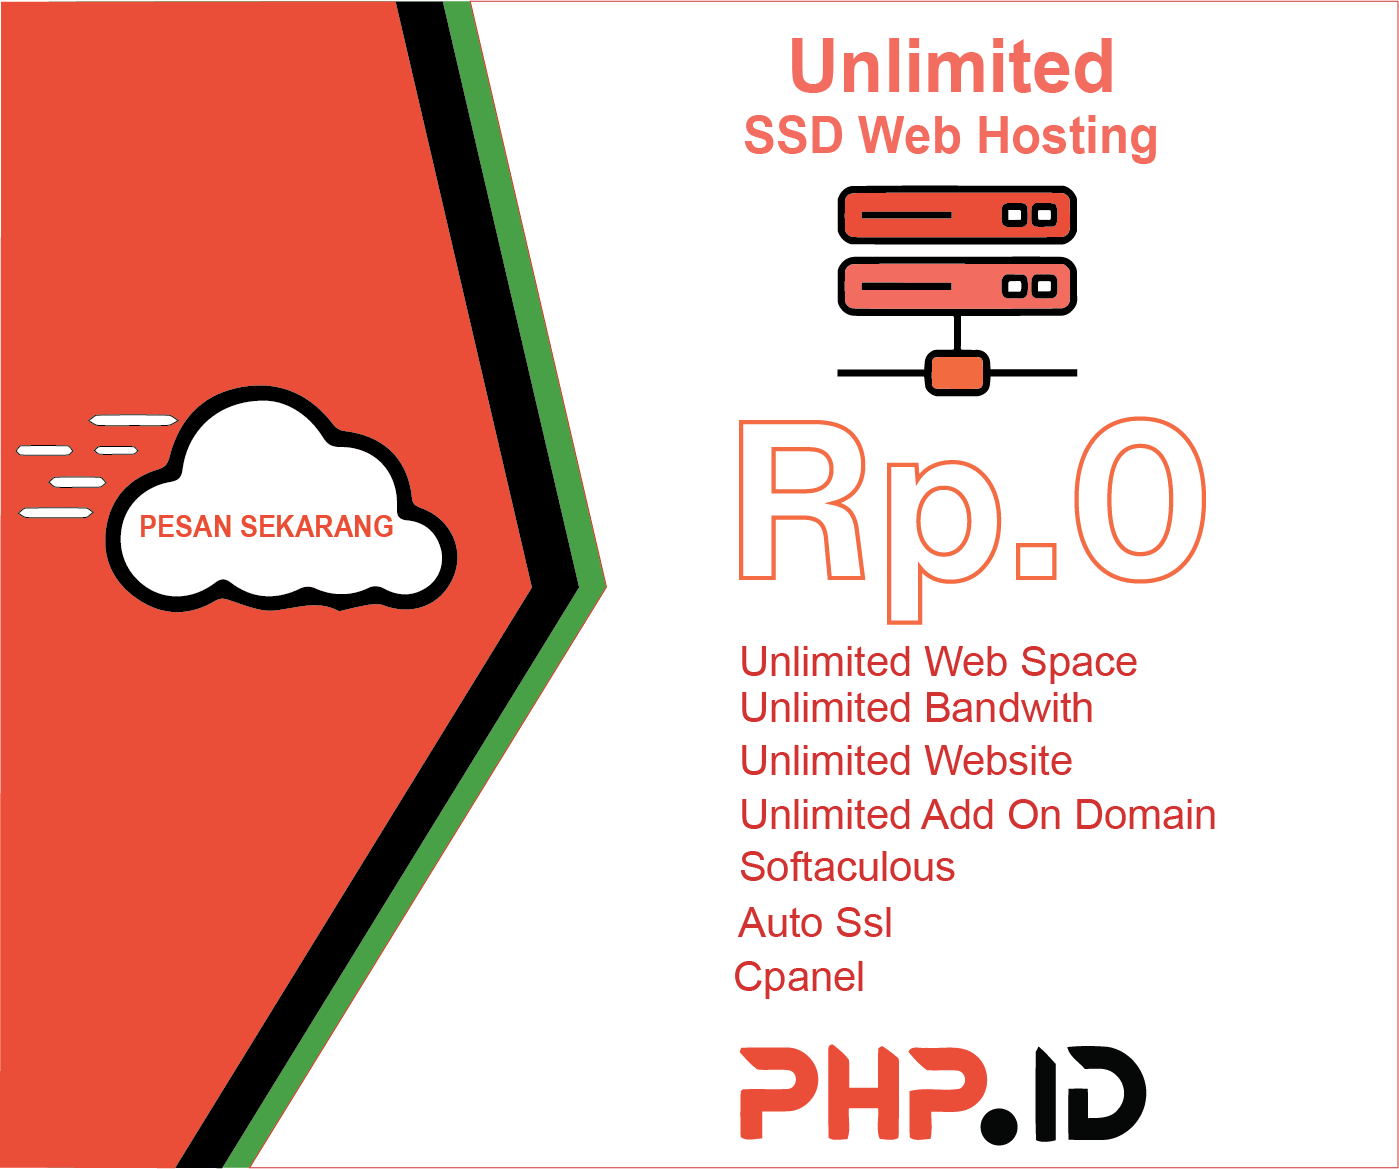 Unlimited
SSD Web Hosting
Rp.0
PESAN SEKARANG
Unlimited Web Space
Unlimited Bandwith
Unlimited Website
Unlimited Add On Domain
Softaculous
Auto Ssl
Cpanel
PHP.ID